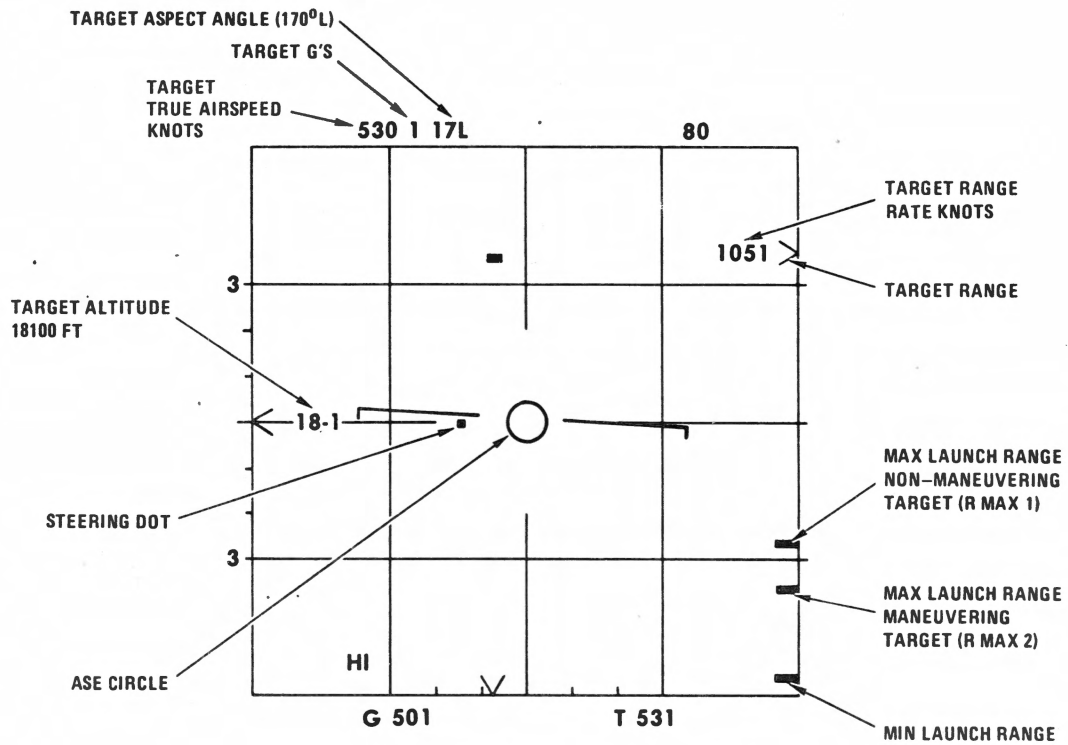 TARGET ASPECT ANGLE (170⁰L)
TARGET G'S
TARGET
TRUE AIRSPEED
KNOTS
530 1 17L
80
TARGET RANGE
RATE KNOTS
1051
TARGET RANGE
3
TARGET ALTITUDE
18100 FT
18-1
STEERING DOT
MAX LAUNCH RANGE
NON-MANEUVERING
TARGET (R MAX 1)
3
MAX LAUNCH RANGE
MANEUVERING
TARGET (R MAX 2)
HI
ASE CIRCLE
G 501
T 531
MIN LAUNCH RANGE